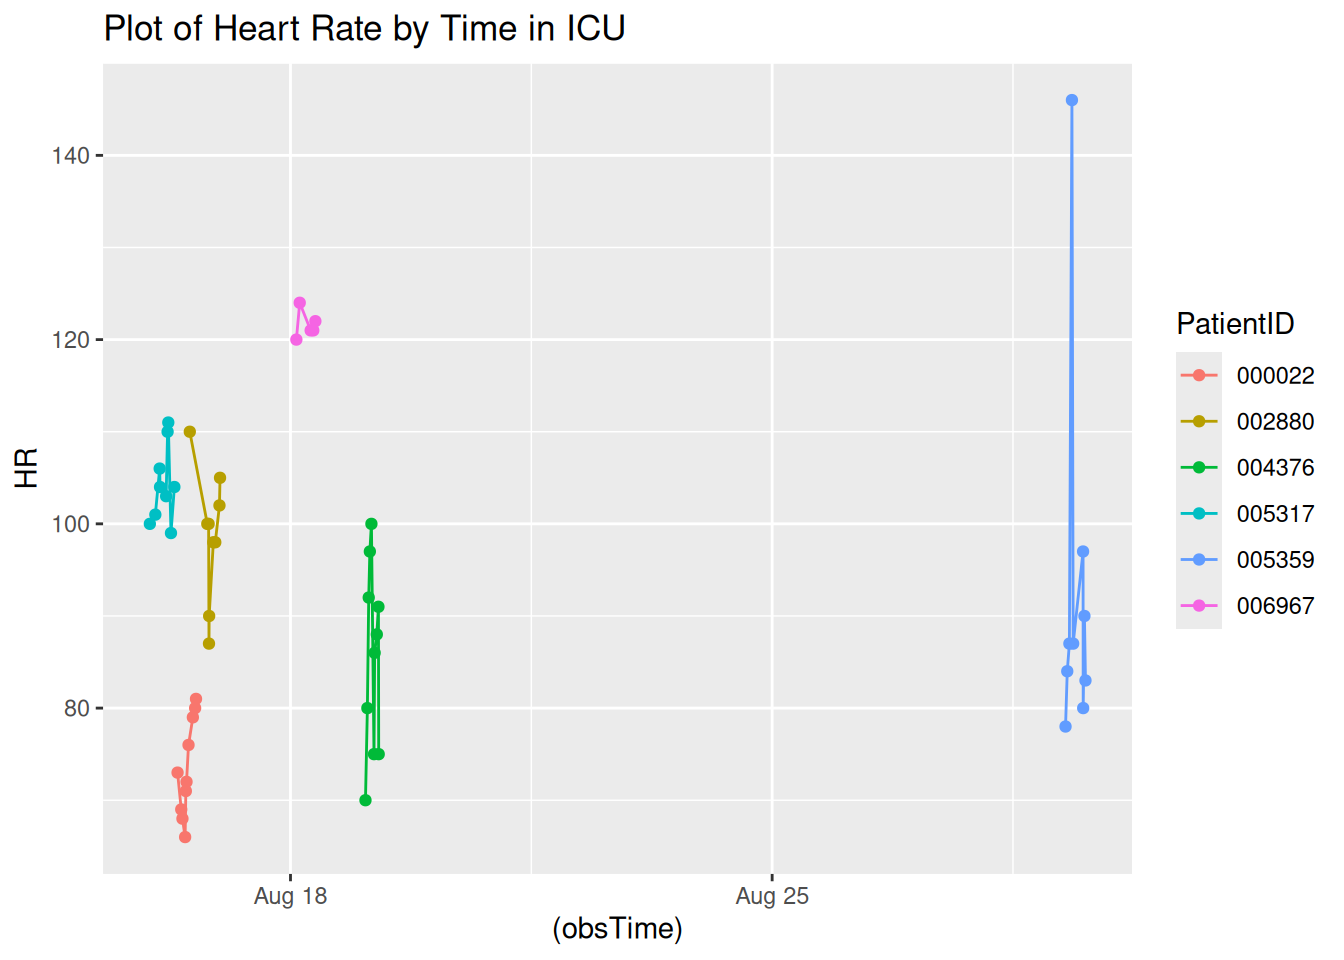 Plot of Heart Rate by Time in ICU
140
120
100
80
HR
Aug 18
Aug 25
(obsTime)
PatientID
000022
002880
004376
005317
005359
006967